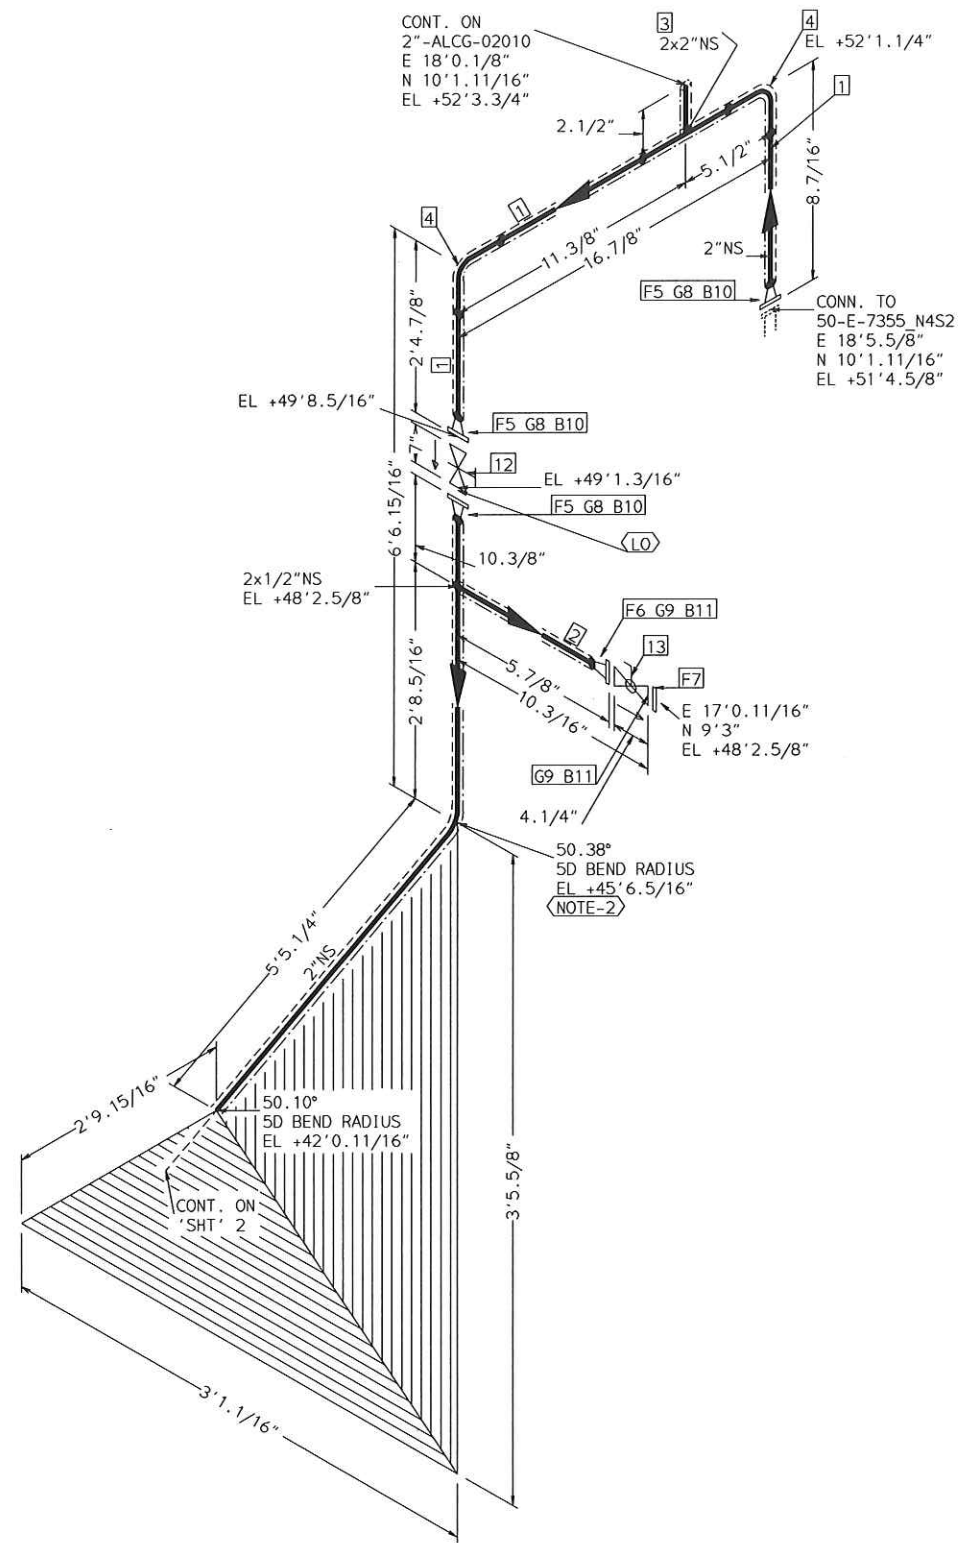 CONT. ON
2"-ALCG-02010
E 18'0.1/8"
N 10'1.11/16"
EL +52'3.3/4"
3
2x2"NS
4
EL +52'1.1/4"
1
2.1/2"
5.1/2"
8.7/16"
1
4
11.3/8"
16.7/8"
2"NS
F5 G8 B10
CONN. TO
50-E-7355_N4S2
E 18'5.5/8"
N 10'1.11/16"
EL +51'4.5/8"
2'4.7/8"
1
EL +49'8.5/16"
F5 G8 B10
7"
12
EL +49'1.3/16"
F5 G8 B10
6'6.15/16"
LO
10.3/8"
2x1/2"NS
EL +48'2.5/8"
2
F6 G9 B11
13
F7
5.7/8"
10.3/16"
E 17'0.11/16"
N 9'3"
EL +48'2.5/8"
2'8.5/16"
G9 B11
4.1/4"
50.38°
5D BEND RADIUS
EL +45'6.5/16"
NOTE-2
5'5.1/4"
2"NS
2'9.15/16"
50.10°
5D BEND RADIUS
EL +42'0.11/16"
CONT. ON
'SHT' 2
3'5.5/8"
3'1.1/16"